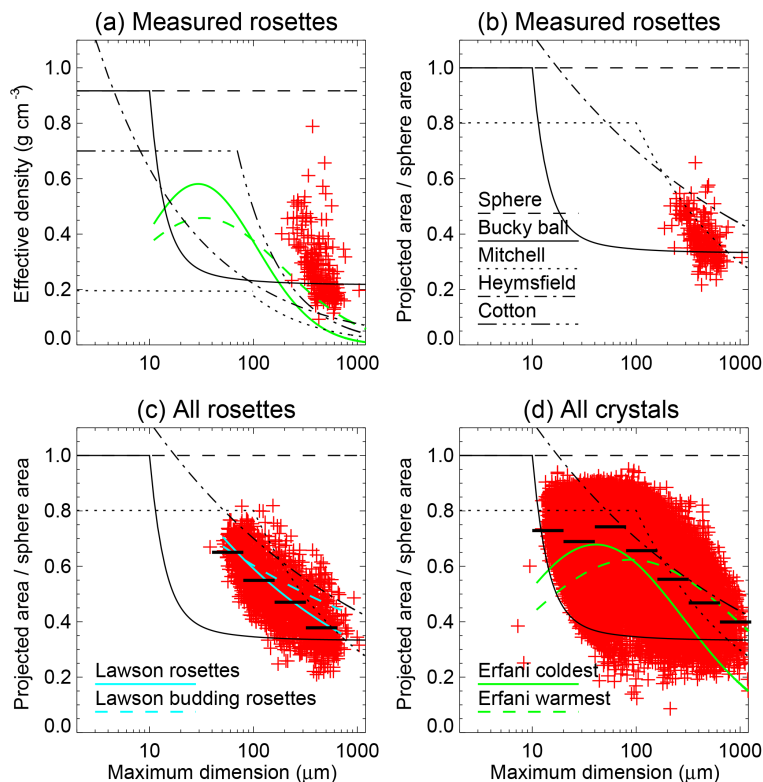 (a) Measured rosettes
(b) Measured rosettes
Effective density (g cm⁻³)
1.0
0.8
0.6
0.4
0.2
0.0
10
100
1000
Projected area / sphere area
1.0
0.8
0.6
0.4
0.2
0.0
Sphere
Bucky ball
Mitchell
Heymsfield
Cotton
10
100
1000
(c) All rosettes
(d) All crystals
Projected area / sphere area
1.0
0.8
0.6
0.4
0.2
0.0
Lawson rosettes
Lawson budding rosettes
10
100
1000
Maximum dimension (μm)
Projected area / sphere area
1.0
0.8
0.6
0.4
0.2
0.0
Erfani coldest
Erfani warmest
10
100
1000
Maximum dimension (μm)